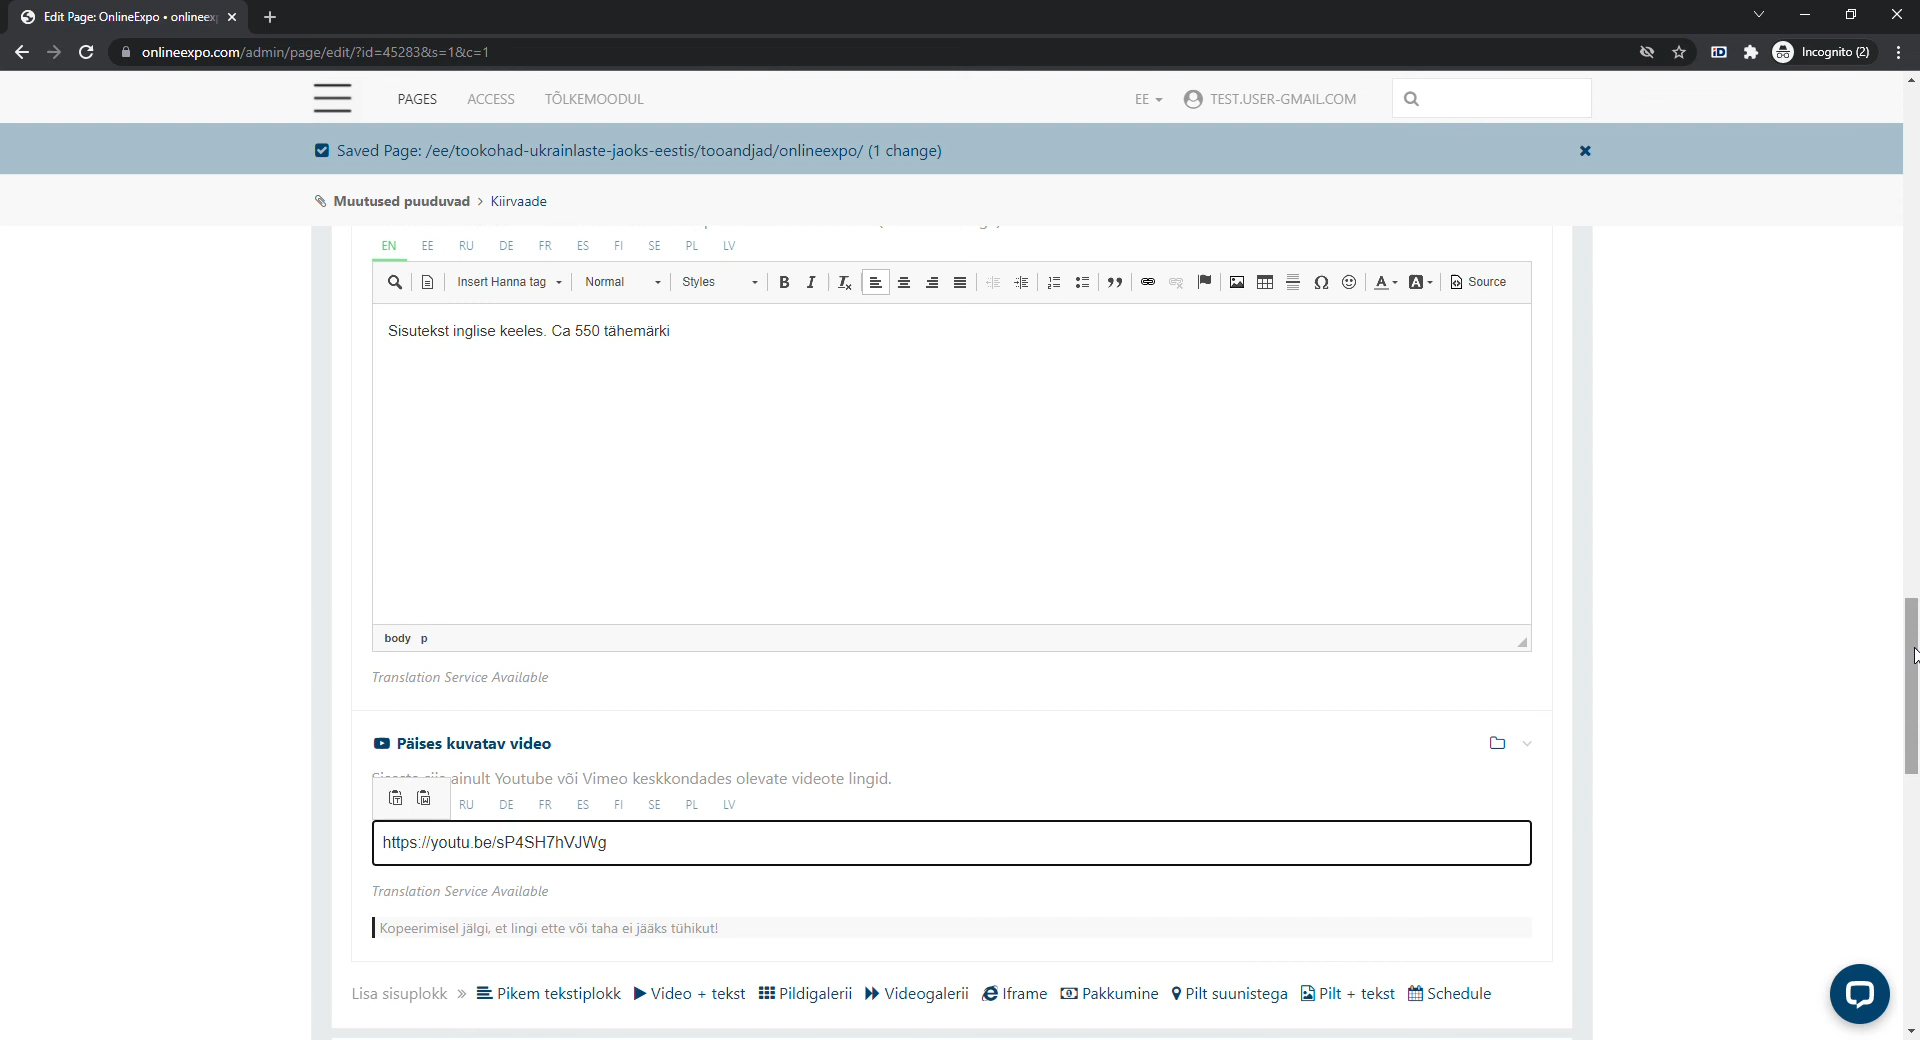 Edit Page: OnlineExpo • onlineex
onlineexpo.com/admin/page/edit/?id=45283&s=1&c=1
Incognito (2)
PAGES ACCESS TÕLKEMOODUL EE TEST.USER-GMAIL.COM
Saved Page: /ee/tookohad-ukrainlaste-jaoks-eestis/tooandjad/onlineexpo/ (1 change)
Muutused puuduvad > Kiirvaade
EN EE RU DE FR ES FI SE PL LV
Insert Hanna tag Normal Styles B I Source
Sisutekst inglise keeles. Ca 550 tähemärki
body p
Translation Service Available
Päises kuvatav video
ainult Youtube või Vimeo keskkondades olevate videote lingid.
RU DE FR ES FI SE PL LV
https://youtu.be/sP4SH7hVJWg
Translation Service Available
Kopeerimisel jälgi, et lingi ette või taha ei jääks tühikut!
Lisa sisuplokk » Pikem tekstiplokk Video + tekst Pildigalerii Videogalerii Iframe Pakkumine Pilt suunistega Pilt + tekst Schedule